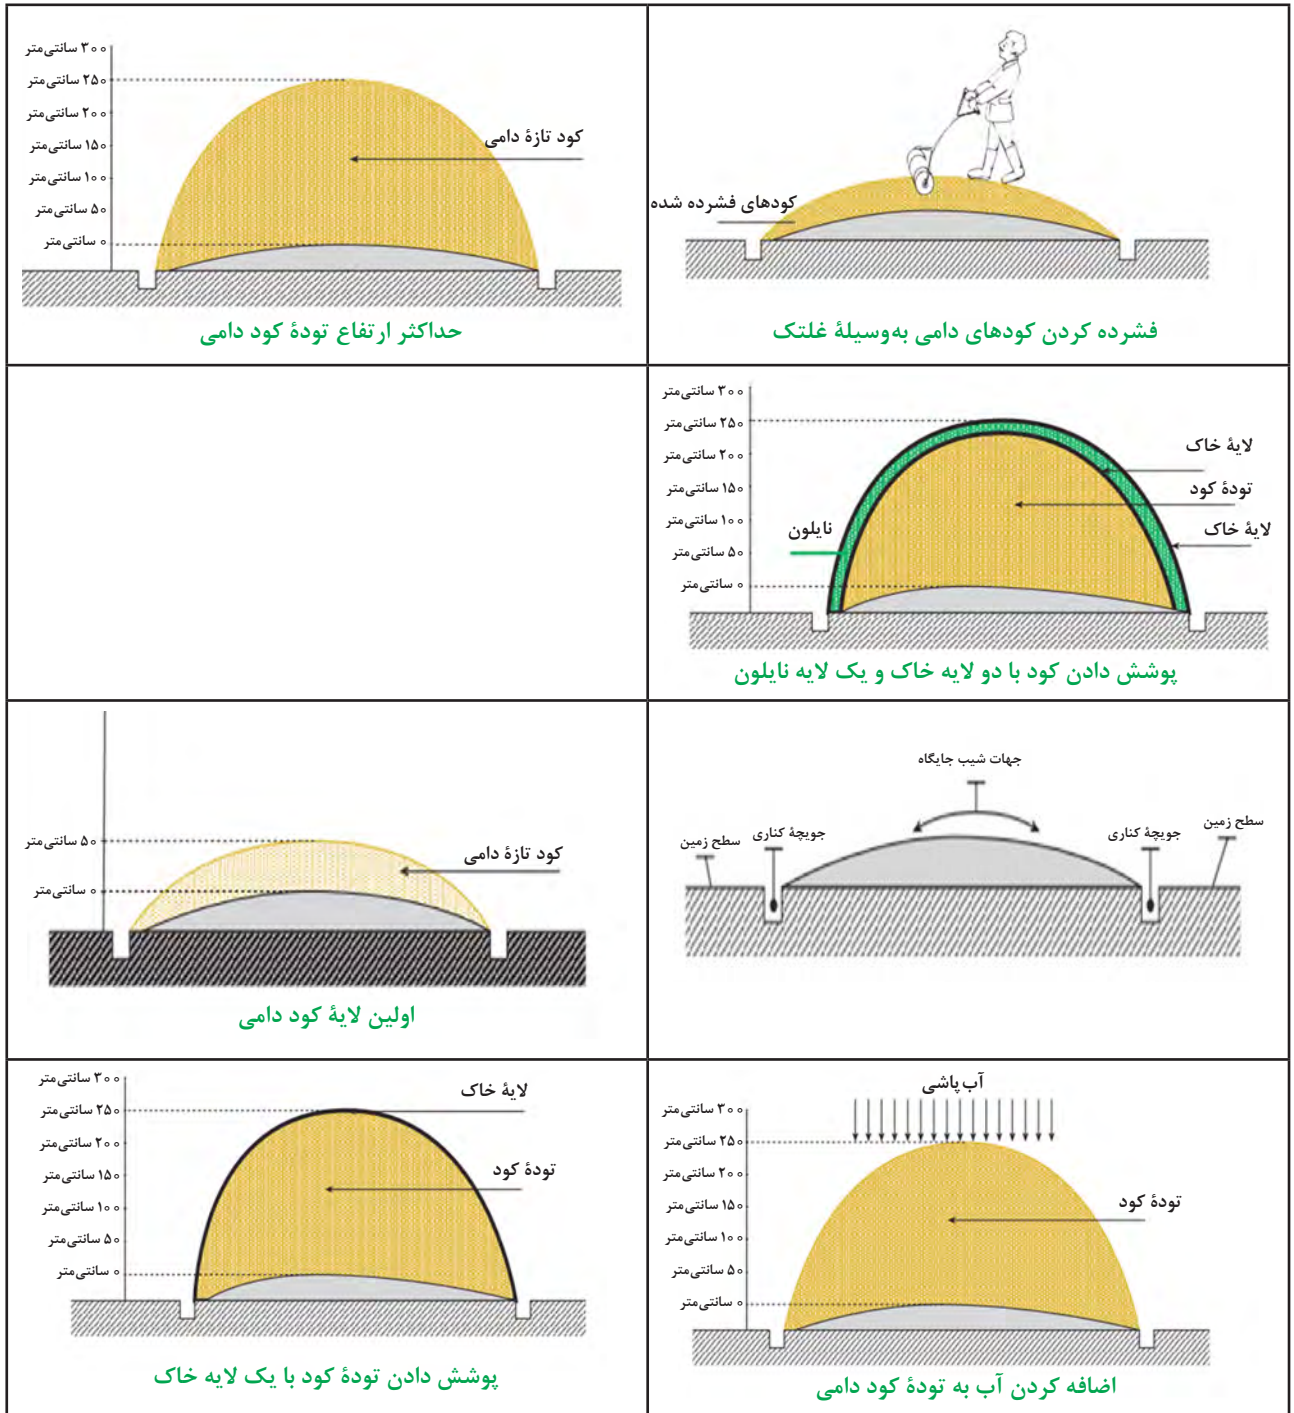 فشرده کردن کودهای دامی به‌وسیلهٔ غلتک
کودهای فشرده شده
۳۰۰ سانتی‌متر
۲۵۰ سانتی‌متر
۲۰۰ سانتی‌متر
۱۵۰ سانتی‌متر
۱۰۰ سانتی‌متر
۵۰ سانتی‌متر
۰ سانتی‌متر
کود تازهٔ دامی
حداکثر ارتفاع تودهٔ کود دامی
۳۰۰ سانتی‌متر
۲۵۰ سانتی‌متر
۲۰۰ سانتی‌متر
۱۵۰ سانتی‌متر
۱۰۰ سانتی‌متر
۵۰ سانتی‌متر
۰ سانتی‌متر
لایهٔ خاک
تودهٔ کود
لایهٔ خاک
نایلون
پوشش دادن کود با دو لایه خاک و یک لایه نایلون
جهات شیب جایگاه
سطح زمین
جویچهٔ کناری
جویچهٔ کناری
سطح زمین
۵۰ سانتی‌متر
۰ سانتی‌متر
کود تازهٔ دامی
اولین لایهٔ کود دامی
آب‌پاشی
۳۰۰ سانتی‌متر
۲۵۰ سانتی‌متر
۲۰۰ سانتی‌متر
۱۵۰ سانتی‌متر
۱۰۰ سانتی‌متر
۵۰ سانتی‌متر
۰ سانتی‌متر
تودهٔ کود
اضافه کردن آب به تودهٔ کود دامی
۳۰۰ سانتی‌متر
۲۵۰ سانتی‌متر
۲۰۰ سانتی‌متر
۱۵۰ سانتی‌متر
۱۰۰ سانتی‌متر
۵۰ سانتی‌متر
۰ سانتی‌متر
لایهٔ خاک
تودهٔ کود
پوشش دادن تودهٔ کود با یک لایه خاک